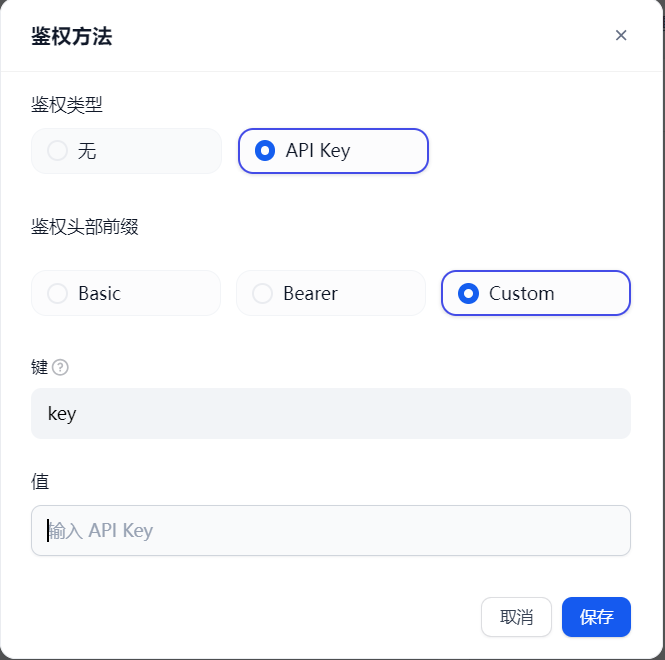 鉴权方法
鉴权类型
无 API Key
鉴权头部前缀
Basic Bearer Custom
键 ?
key
值
输入 API Key
取消 保存